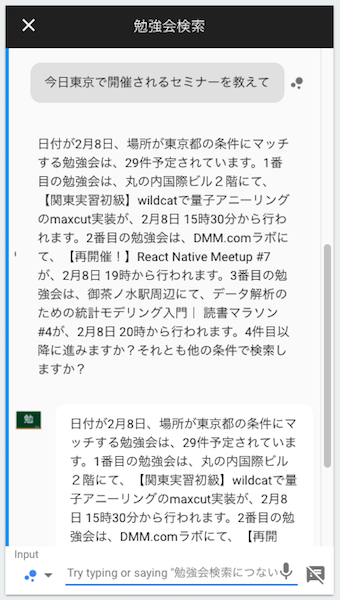 勉強会検索
今日東京で開催されるセミナーを教えて
日付が2月8日、場所が東京都の条件にマッチ
する勉強会は、29件予定されています。1番
目の勉強会は、丸の内国際ビル２階にて、
【関東実習初級】wildcatで量子アニーリング
のmaxcut実装が、2月8日 15時30分から行わ
れます。2番目の勉強会は、DMM.comラボに
て、【再開催！】React Native Meetup #7
が、2月8日 19時から行われます。3番目の勉
強会は、御茶ノ水駅周辺にて、データ解析の
ための統計モデリング入門｜ 読書マラソン
#4が、2月8日 20時から行われます。4件目以
降に進みますか？それとも他の条件で検索し
ますか？
勉
日付が2月8日、場所が東京都の条件にマ
ッチする勉強会は、29件予定されていま
す。1番目の勉強会は、丸の内国際ビル
２階にて、【関東実習初級】wildcatで量
子アニーリングのmaxcut実装が、2月8
日 15時30分から行われます。2番目の勉
強会は、DMM.comラボにて、【再開
Input
Try typing or saying "勉強会検索につない